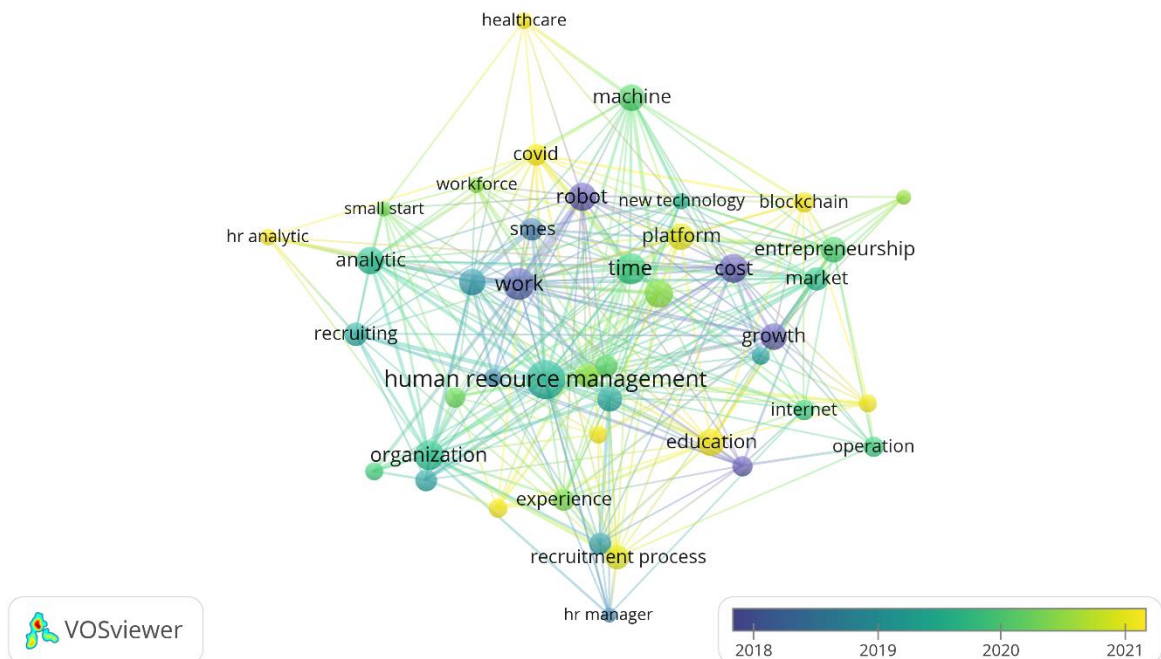 healthcare
machine
covid
workforce
robot
new technology
blockchain
small start
smes
platform
hr analytic
entrepreneurship
analytic
time
cost
market
work
recruiting
growth
human resource management
internet
education
operation
organization
experience
recruitment process
hr manager
VOSviewer
2018
2019
2020
2021